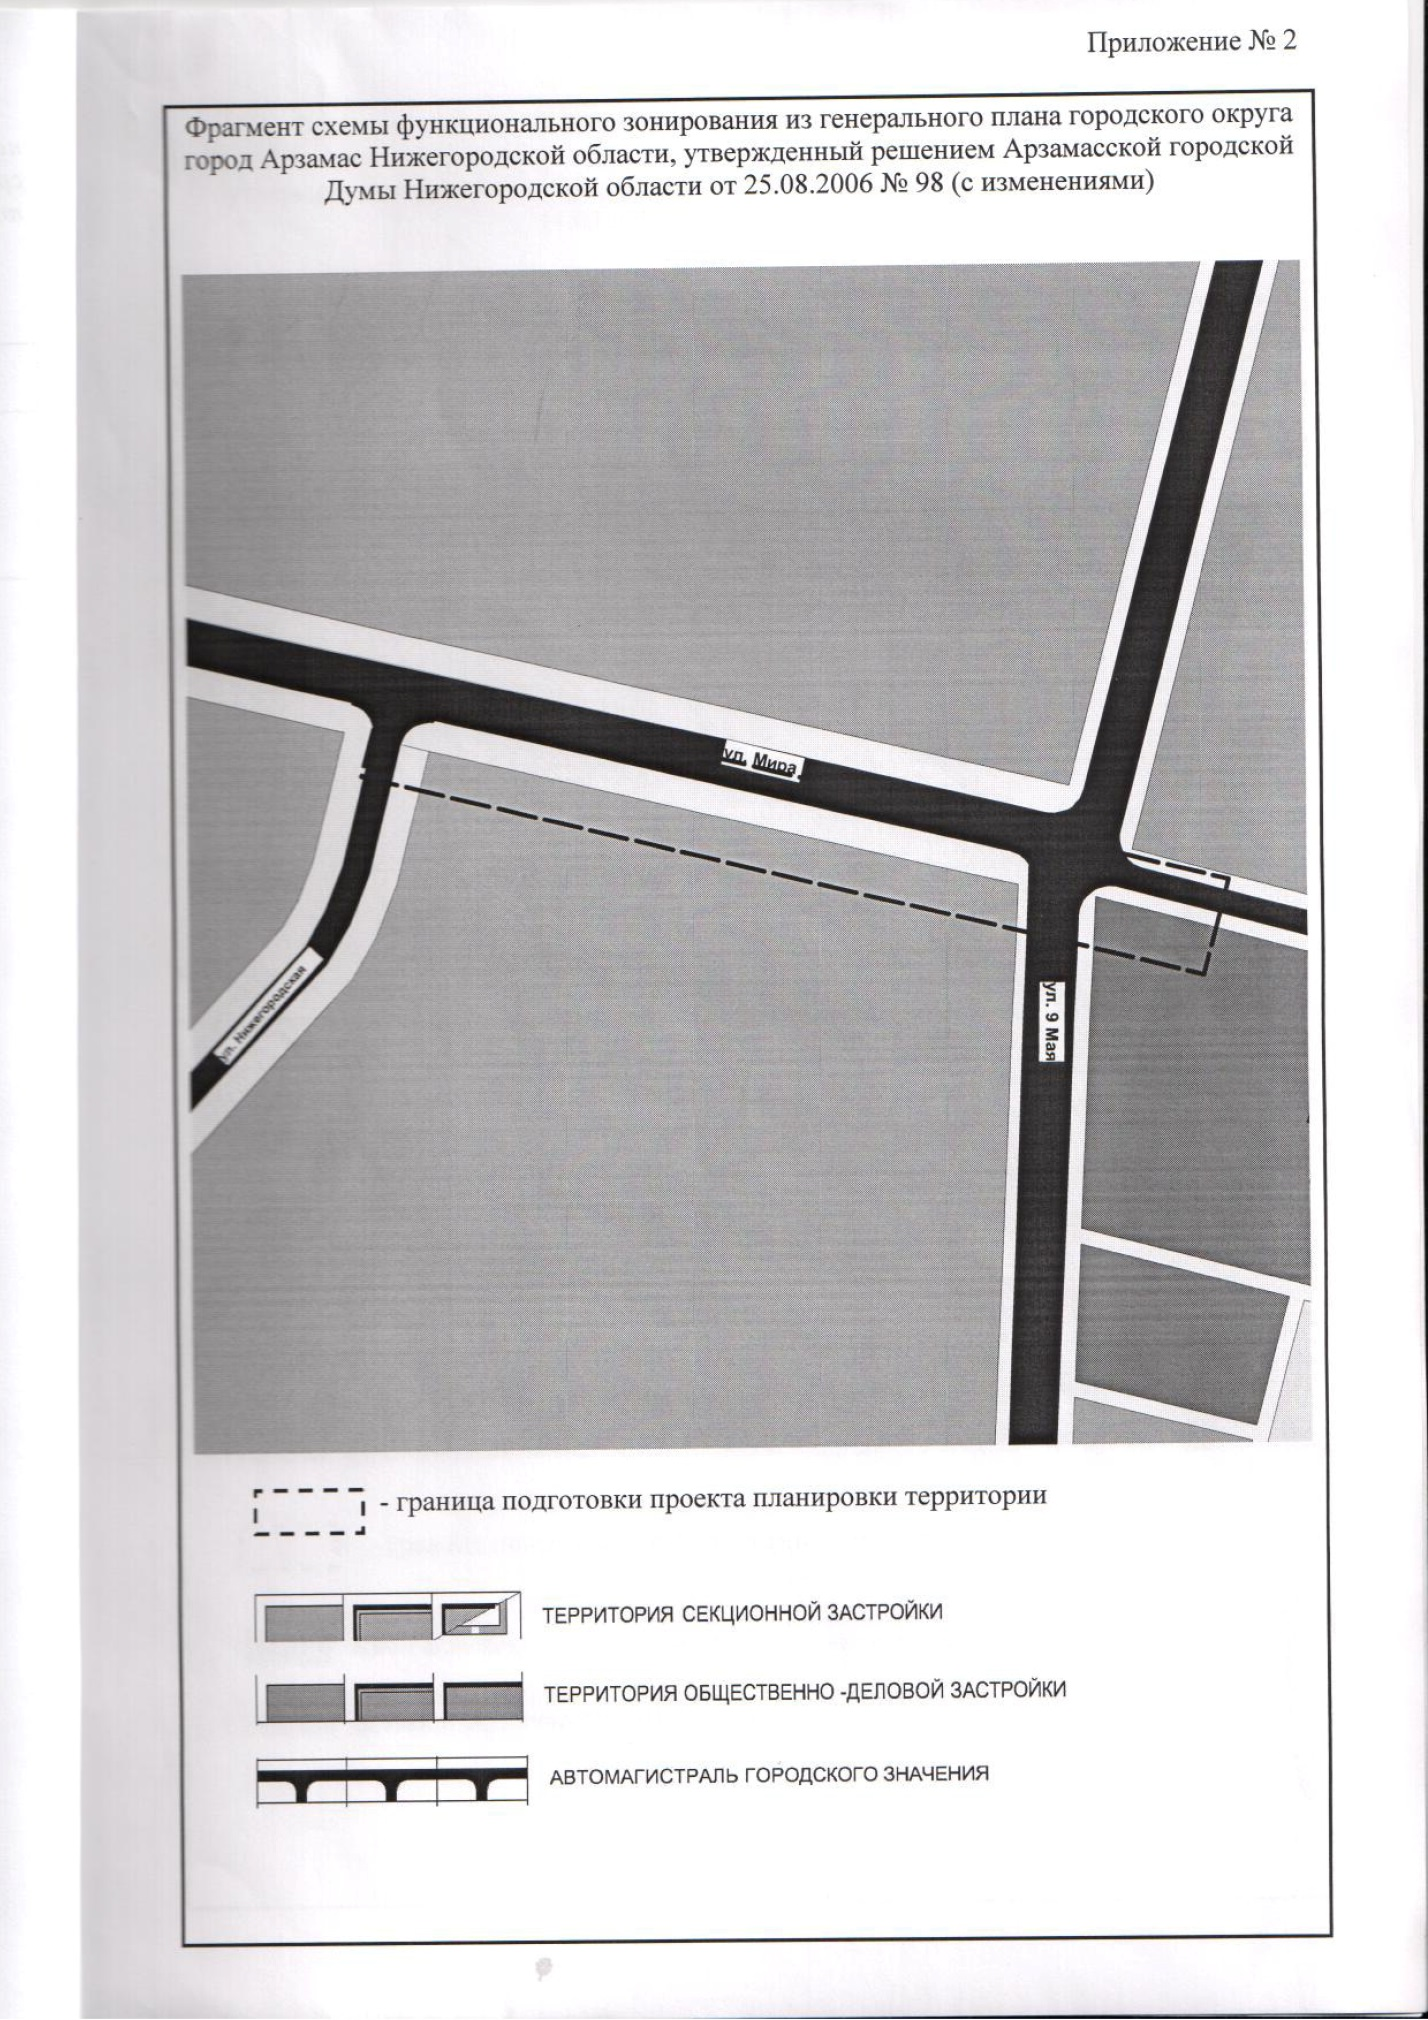 Приложение № 2
Фрагмент схемы функционального зонирования из генерального плана городского округа
город Арзамас Нижегородской области, утвержденный решением Арзамасской городской
Думы Нижегородской области от 25.08.2006 № 98 (с изменениями)
ул. Мира
ул. Нижегородская
ул. 9 Мая
- граница подготовки проекта планировки территории
ТЕРРИТОРИЯ СЕКЦИОННОЙ ЗАСТРОЙКИ
ТЕРРИТОРИЯ ОБЩЕСТВЕННО -ДЕЛОВОЙ ЗАСТРОЙКИ
АВТОМАГИСТРАЛЬ ГОРОДСКОГО ЗНАЧЕНИЯ